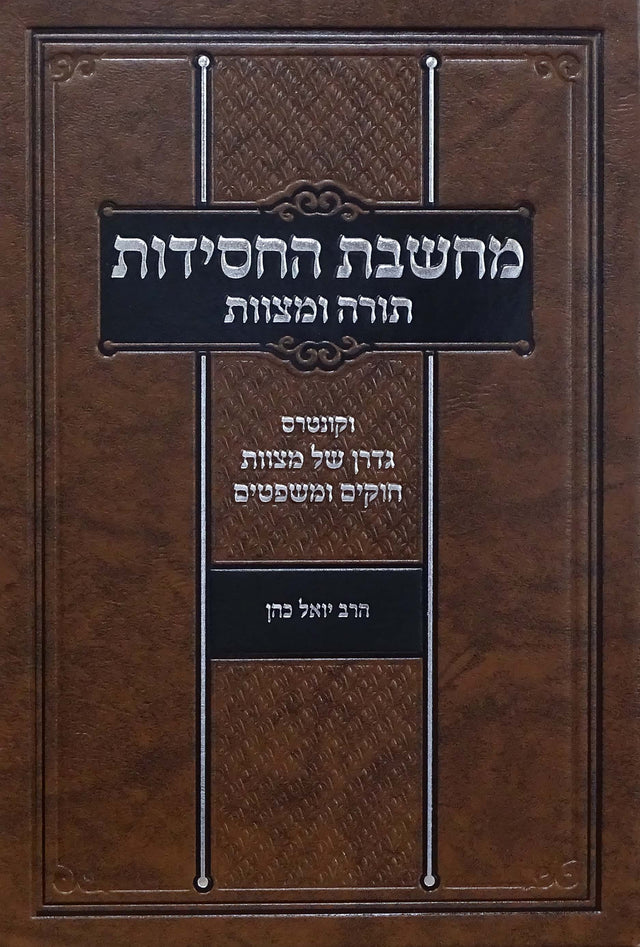 מחשבת החסידות
תורה ומצוות
וקונטרס
גדרן של מצוות
חוקים ומשפטים
הרב יואל כהן